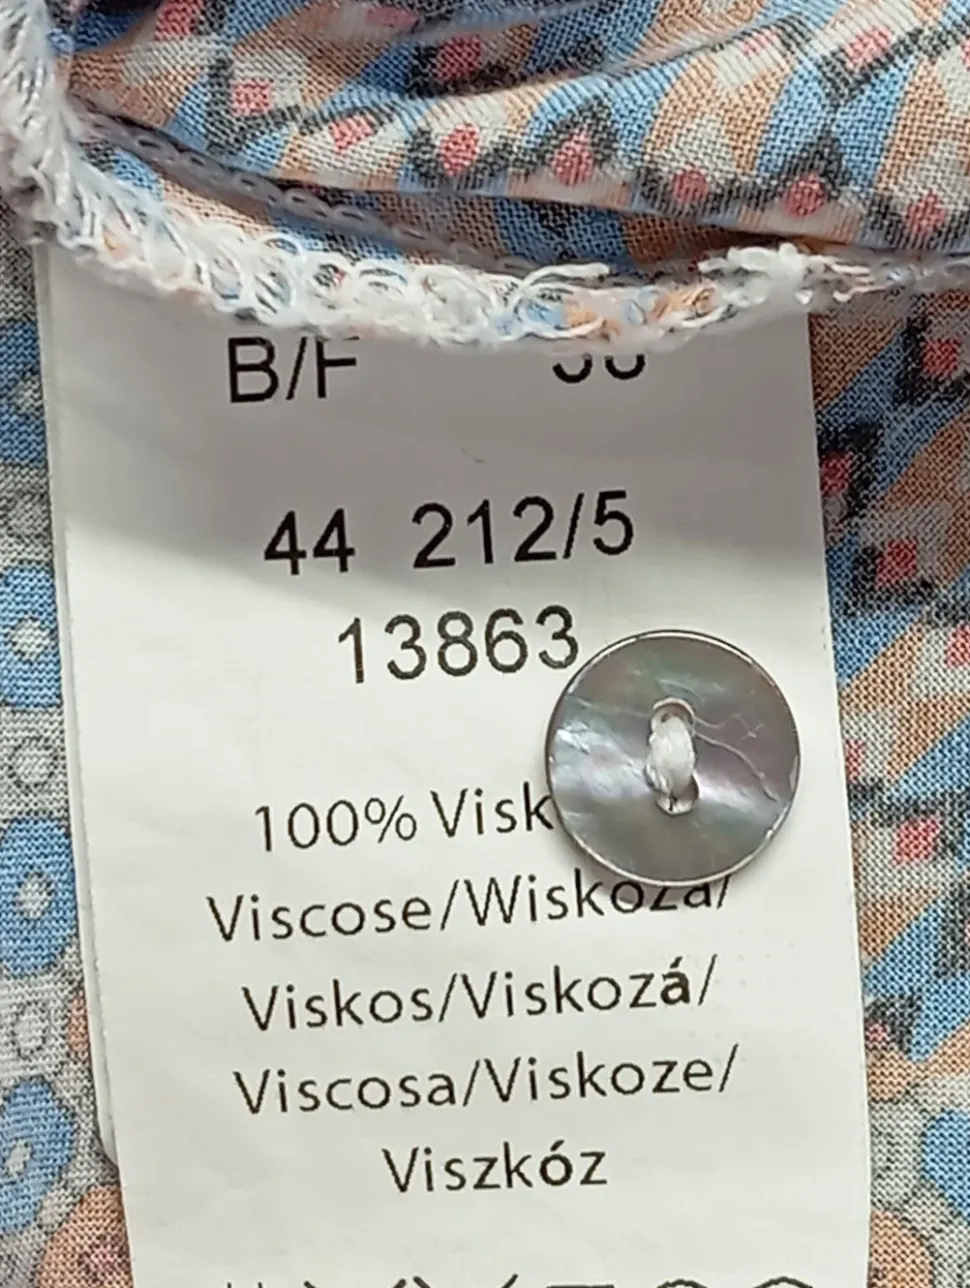 B/F
44 212/5
13863
100% Visk
Viscose/Wiskoza/
Viskos/Viskozá/
Viscosa/Viskoze/
Viszkóz